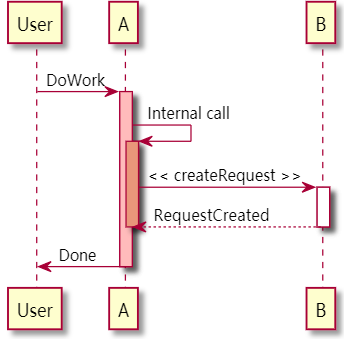 User A B
DoWork
Internal call
<< createRequest >>
RequestCreated
Done
User A B